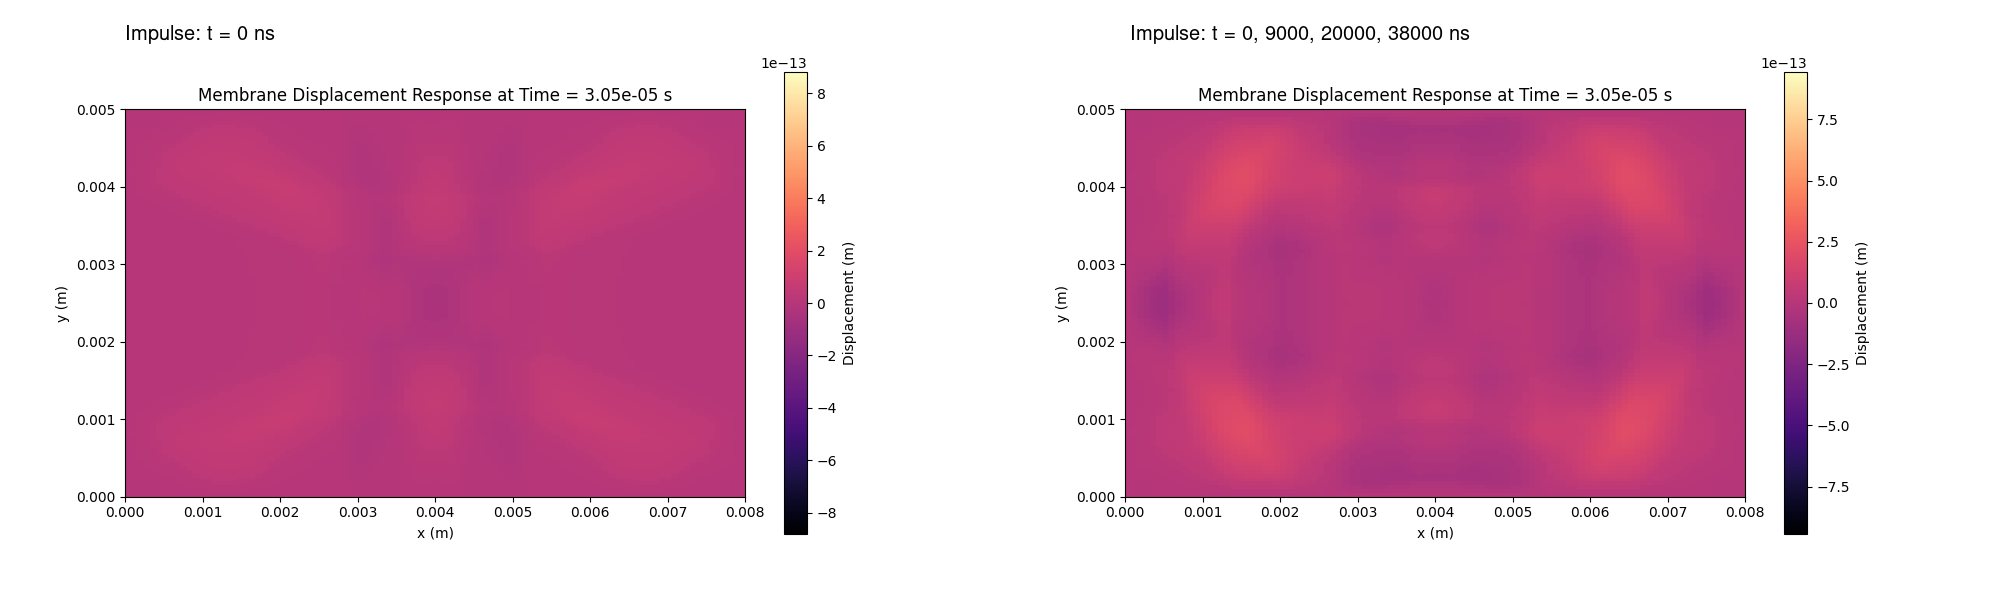 Impulse: t = 0 ns
1e−13
Membrane Displacement Response at Time = 3.05e-05 s
0.005
0.004
0.003
0.002
0.001
0.000
y (m)
0.000 0.001 0.002 0.003 0.004 0.005 0.006 0.007 0.008
x (m)
8
6
4
2
0
−2
−4
−6
−8
Displacement (m)
Impulse: t = 0, 9000, 20000, 38000 ns
1e−13
Membrane Displacement Response at Time = 3.05e-05 s
0.005
0.004
0.003
0.002
0.001
0.000
y (m)
0.000 0.001 0.002 0.003 0.004 0.005 0.006 0.007 0.008
x (m)
7.5
5.0
2.5
0.0
−2.5
−5.0
−7.5
Displacement (m)